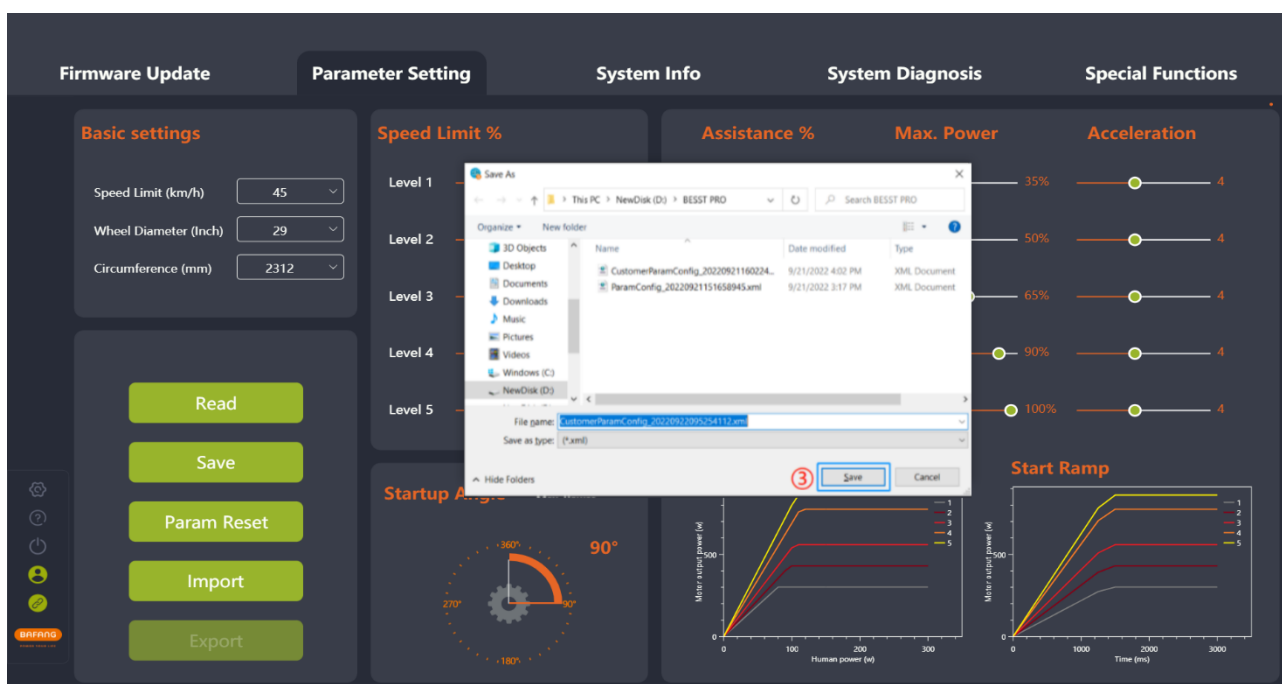 Firmware Update
Parameter Setting
System Info
System Diagnosis
Special Functions
Basic settings
Speed Limit (km/h) 45
Wheel Diameter (Inch) 29
Circumference (mm) 2312
Read
Save
Param Reset
Import
Export
BAFANG
Speed Limit %
Level 1
Level 2
Level 3
Level 4
Level 5
Assistance %
Max. Power
Acceleration
35% 4
50% 4
65% 4
90% 4
100% 4
Save As
This PC > NewDisk (D:) > BESST PRO
Search BESST PRO
Organize
New folder
3D Objects
Desktop
Documents
Downloads
Music
Pictures
Videos
Windows (C:)
NewDisk (D:)
Name Date modified Type
CustomerParamConfig_20220921160224... 9/21/2022 4:02 PM XML Document
ParamConfig_20220921151658945.xml 9/21/2022 3:17 PM XML Document
File name: CustomerParamConfig_20220922095254112.xml
Save as type: (*.xml)
Hide Folders
③
Save
Cancel
Startup A
90°
360°
270°
90°
180°
Motor output power (w)
500
0
0 100 200 300
Human power (w)
1
2
3
4
5
Start Ramp
Motor output power (w)
500
0
0 1000 2000 3000
Time (ms)
1
2
3
4
5